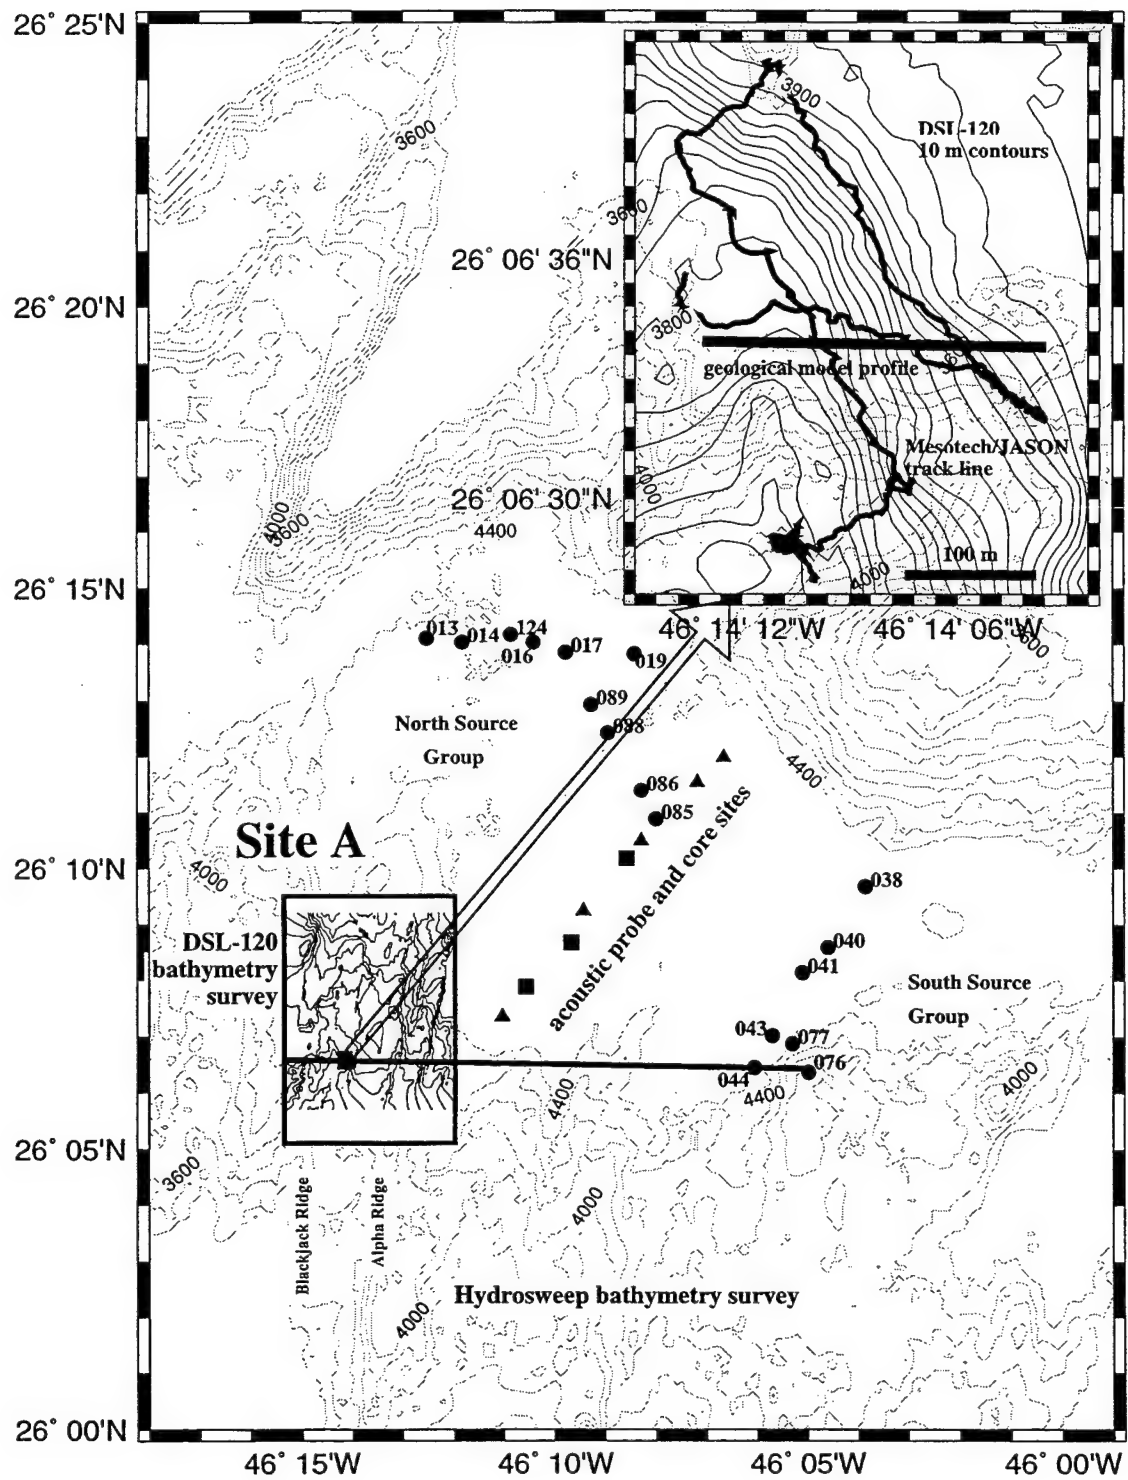 26° 25'N
3600
3900
DSL-120
10 m contours
3600
26° 06' 36"N
26° 20'N
3800
geological model profile
Mesotech/JASON
track line
4000
3600
26° 06' 30"N
4000
4400
100 m
4000
26° 15'N
46° 14' 12"W
46° 14' 06"W
013
014
124
016
017
019
089
088
North Source
Group
4400
086
085
Site A
26° 10'N
4000
acoustic probe and core sites
038
DSL-120
bathymetry
survey
040
041
South Source
Group
043
077
076
044
4400
4400
4000
26° 05'N
3600
Blackjack Ridge
Alpha Ridge
4000
Hydrosweep bathymetry survey
4000
26° 00'N
46° 15'W
46° 10'W
46° 05'W
46° 00'W